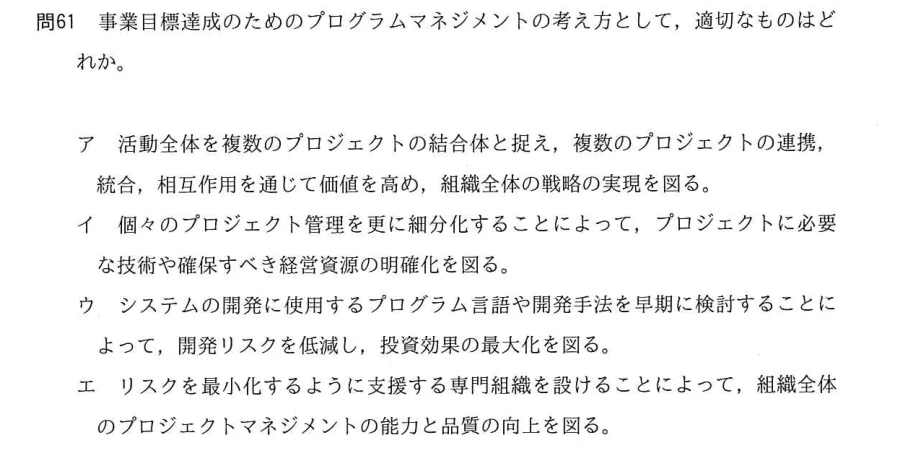 問61　事業目標達成のためのプログラムマネジメントの考え方として，適切なものはど
れか。
ア　活動全体を複数のプロジェクトの結合体と捉え，複数のプロジェクトの連携，
統合，相互作用を通じて価値を高め，組織全体の戦略の実現を図る。
イ　個々のプロジェクト管理を更に細分化することによって，プロジェクトに必要
な技術や確保すべき経営資源の明確化を図る。
ウ　システムの開発に使用するプログラム言語や開発手法を早期に検討することに
よって，開発リスクを低減し，投資効果の最大化を図る。
エ　リスクを最小化するように支援する専門組織を設けることによって，組織全体
のプロジェクトマネジメントの能力と品質の向上を図る。